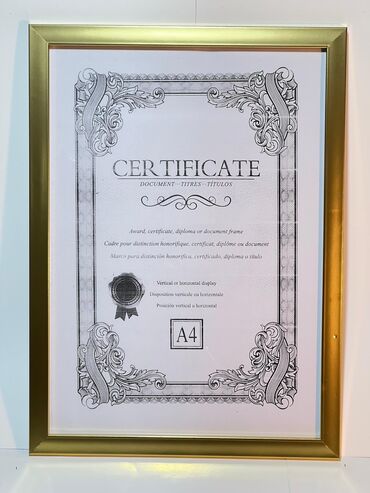 CERTIFICATE
DOCUMENT - TITRES - TÍTULOS
Award, certificate, diploma or document frame
Cadre pour distinction honorifique, certificat, diplôme ou document
Marco para distinción honorífica, certificado, diploma o título
Vertical or horizontal display
Disposition verticale ou horizontale
Posición vertical u horizontal
A4